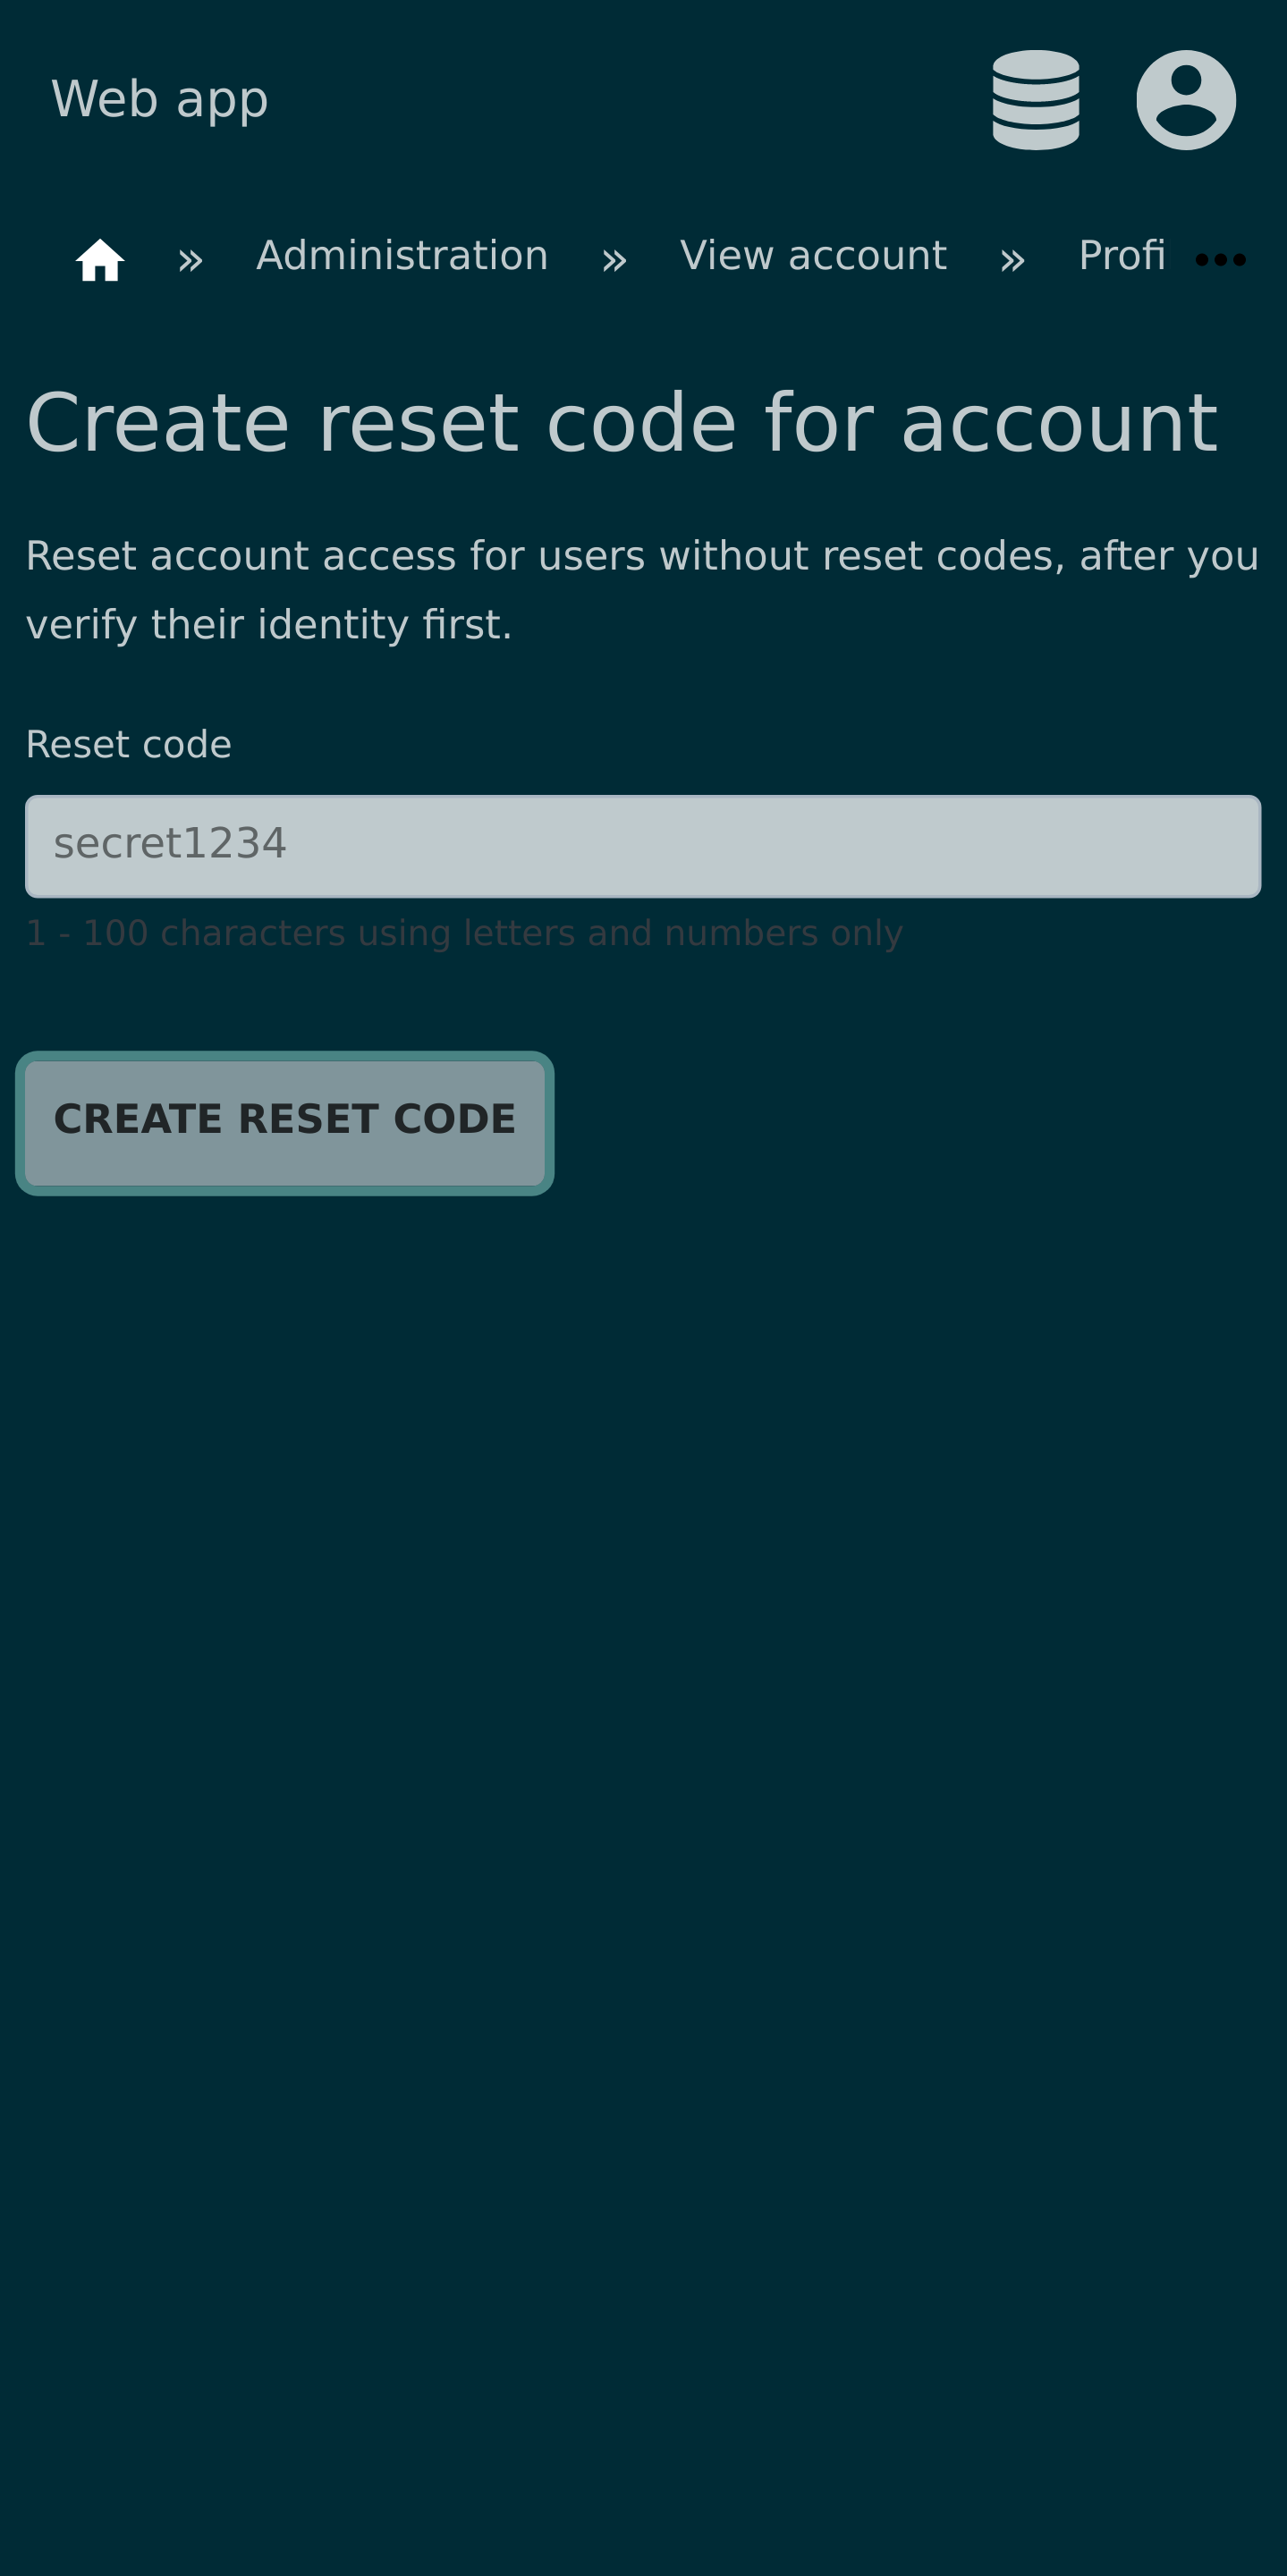 Web app
» Administration » View account » Profi •••
Create reset code for account
Reset account access for users without reset codes, after you
verify their identity first.
Reset code
secret1234
1 - 100 characters using letters and numbers only
CREATE RESET CODE